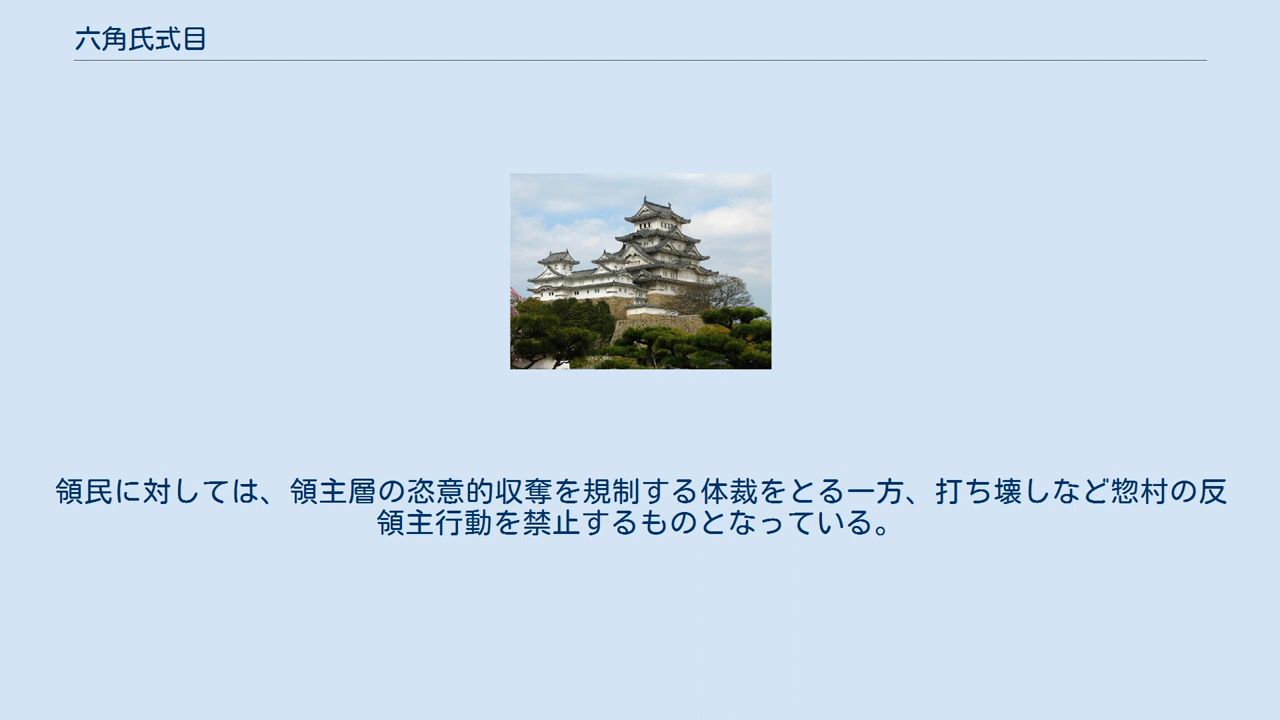 六角氏式目
領民に対しては、領主層の恣意的収奪を規制する体裁をとる一方、打ち壊しなど惣村の反
領主行動を禁止するものとなっている。